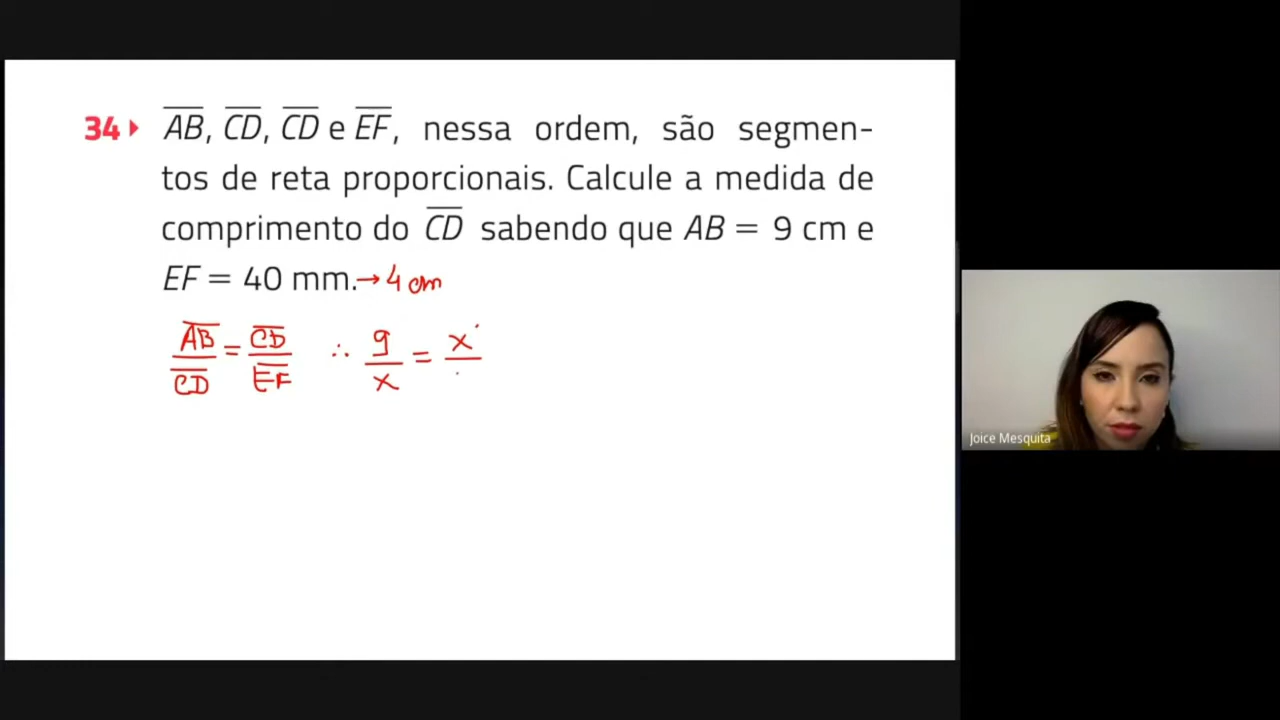 34 ▸ AB, CD, CD e EF, nessa ordem, são segmen-
tos de reta proporcionais. Calcule a medida de
comprimento do CD sabendo que AB = 9 cm e
EF = 40 mm. → 4 cm
AB/CD = CD/EF ∴ 9/x = x/
Joice Mesquita